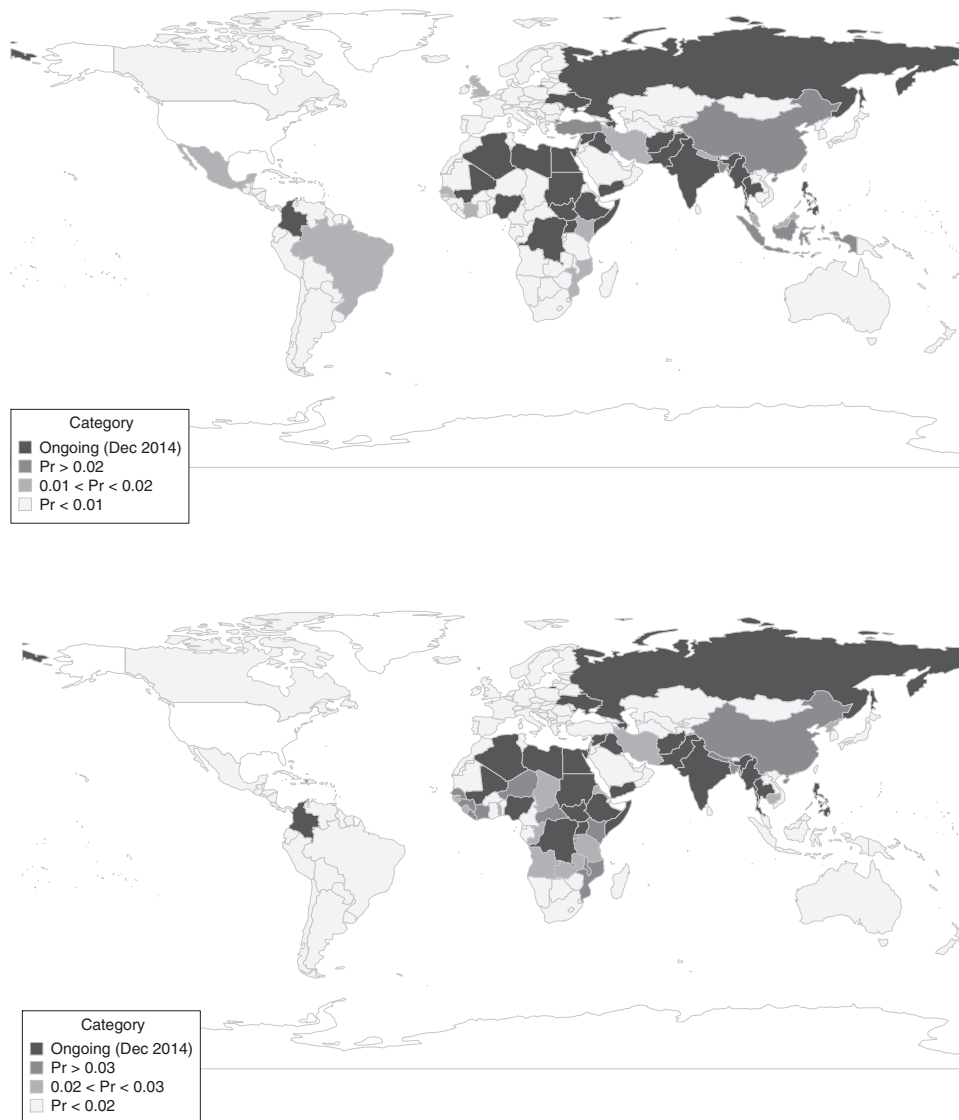 Category
Ongoing (Dec 2014)
Pr > 0.02
0.01 < Pr < 0.02
Pr < 0.01
Category
Ongoing (Dec 2014)
Pr > 0.03
0.02 < Pr < 0.03
Pr < 0.02